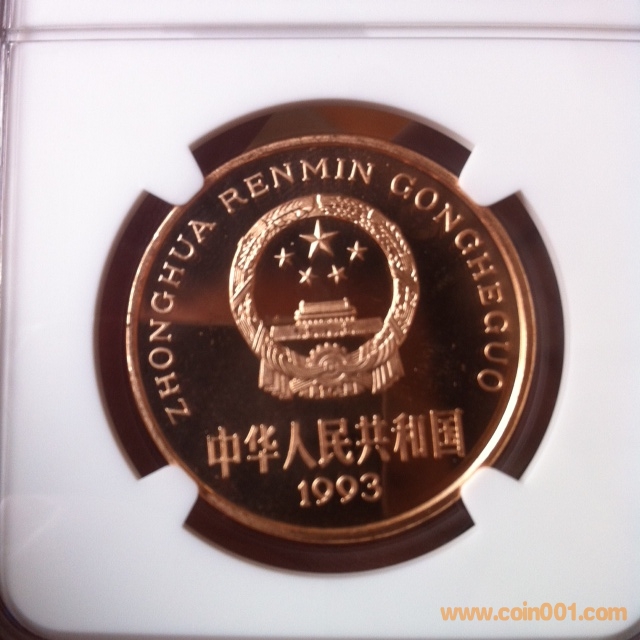 ZHONGHUA RENMIN GONGHEGUO
中华人民共和国
1993
www.coin001.com